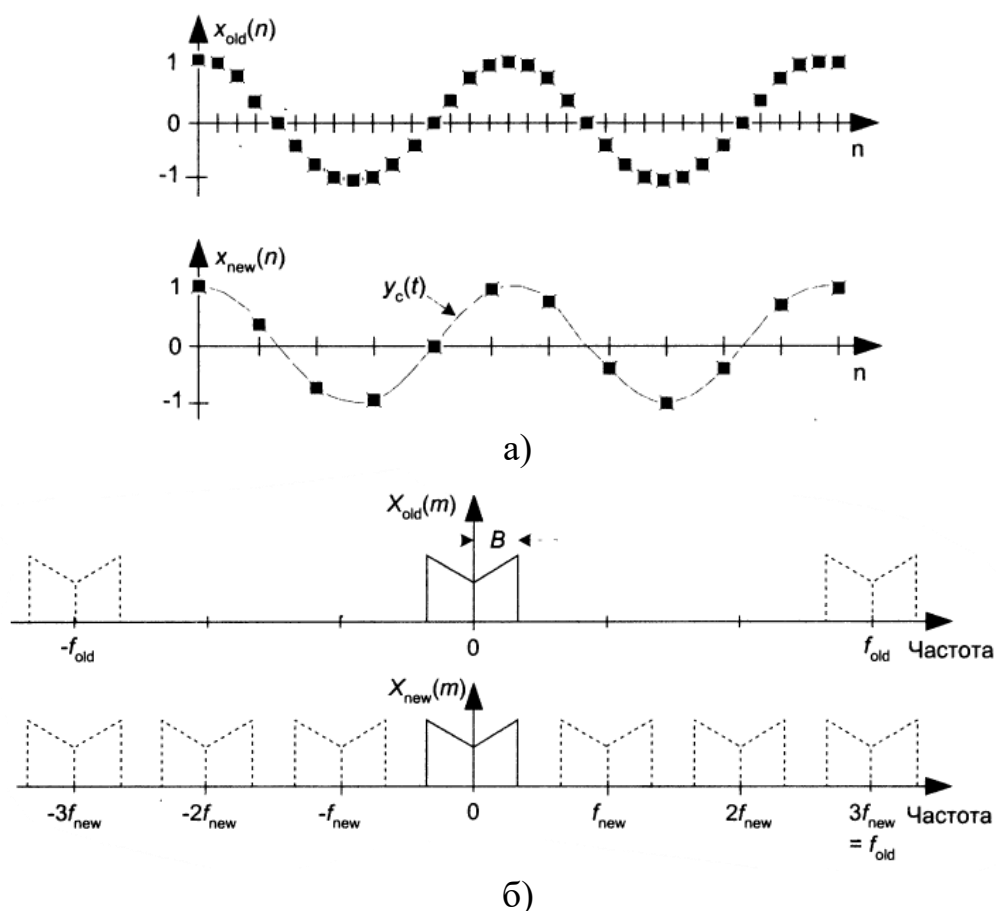 x_old(n)
1
0
-1
n
x_new(n)
y_c(t)
1
0
-1
n
а)
X_old(m)
B
-f_old
0
f_old
Частота
X_new(m)
-3f_new
-2f_new
-f_new
0
f_new
2f_new
3f_new
Частота
= f_old
б)